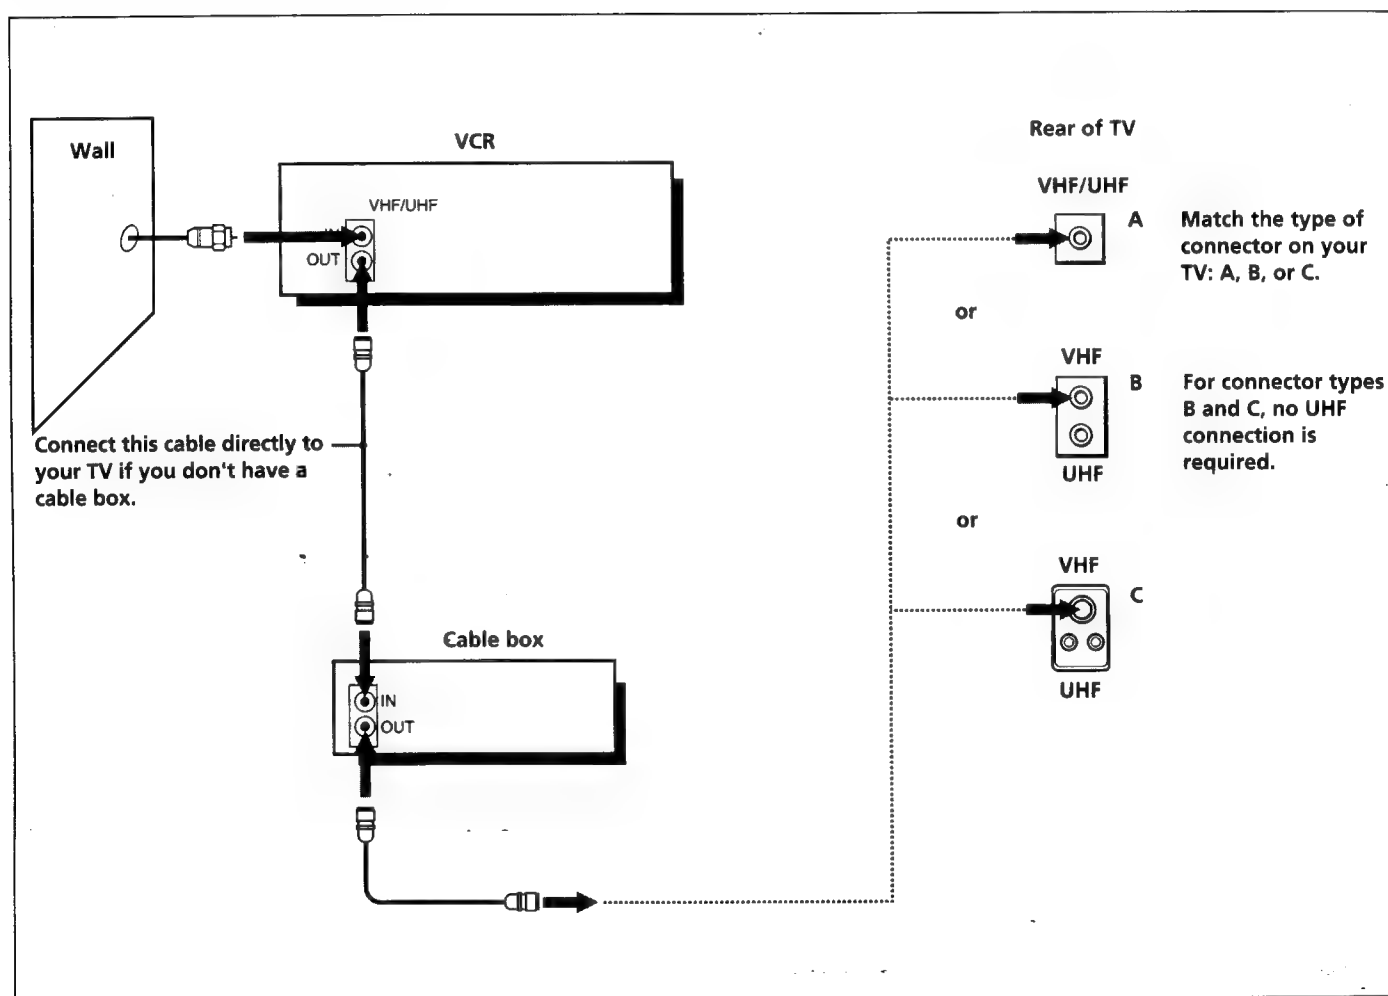 Wall
VCR
VHF/UHF
OUT
Connect this cable directly to
your TV if you don't have a
cable box.
Cable box
IN
OUT
Rear of TV
VHF/UHF
A
Match the type of
connector on your
TV: A, B, or C.
or
VHF
B
UHF
For connector types
B and C, no UHF
connection is
required.
or
VHF
C
UHF